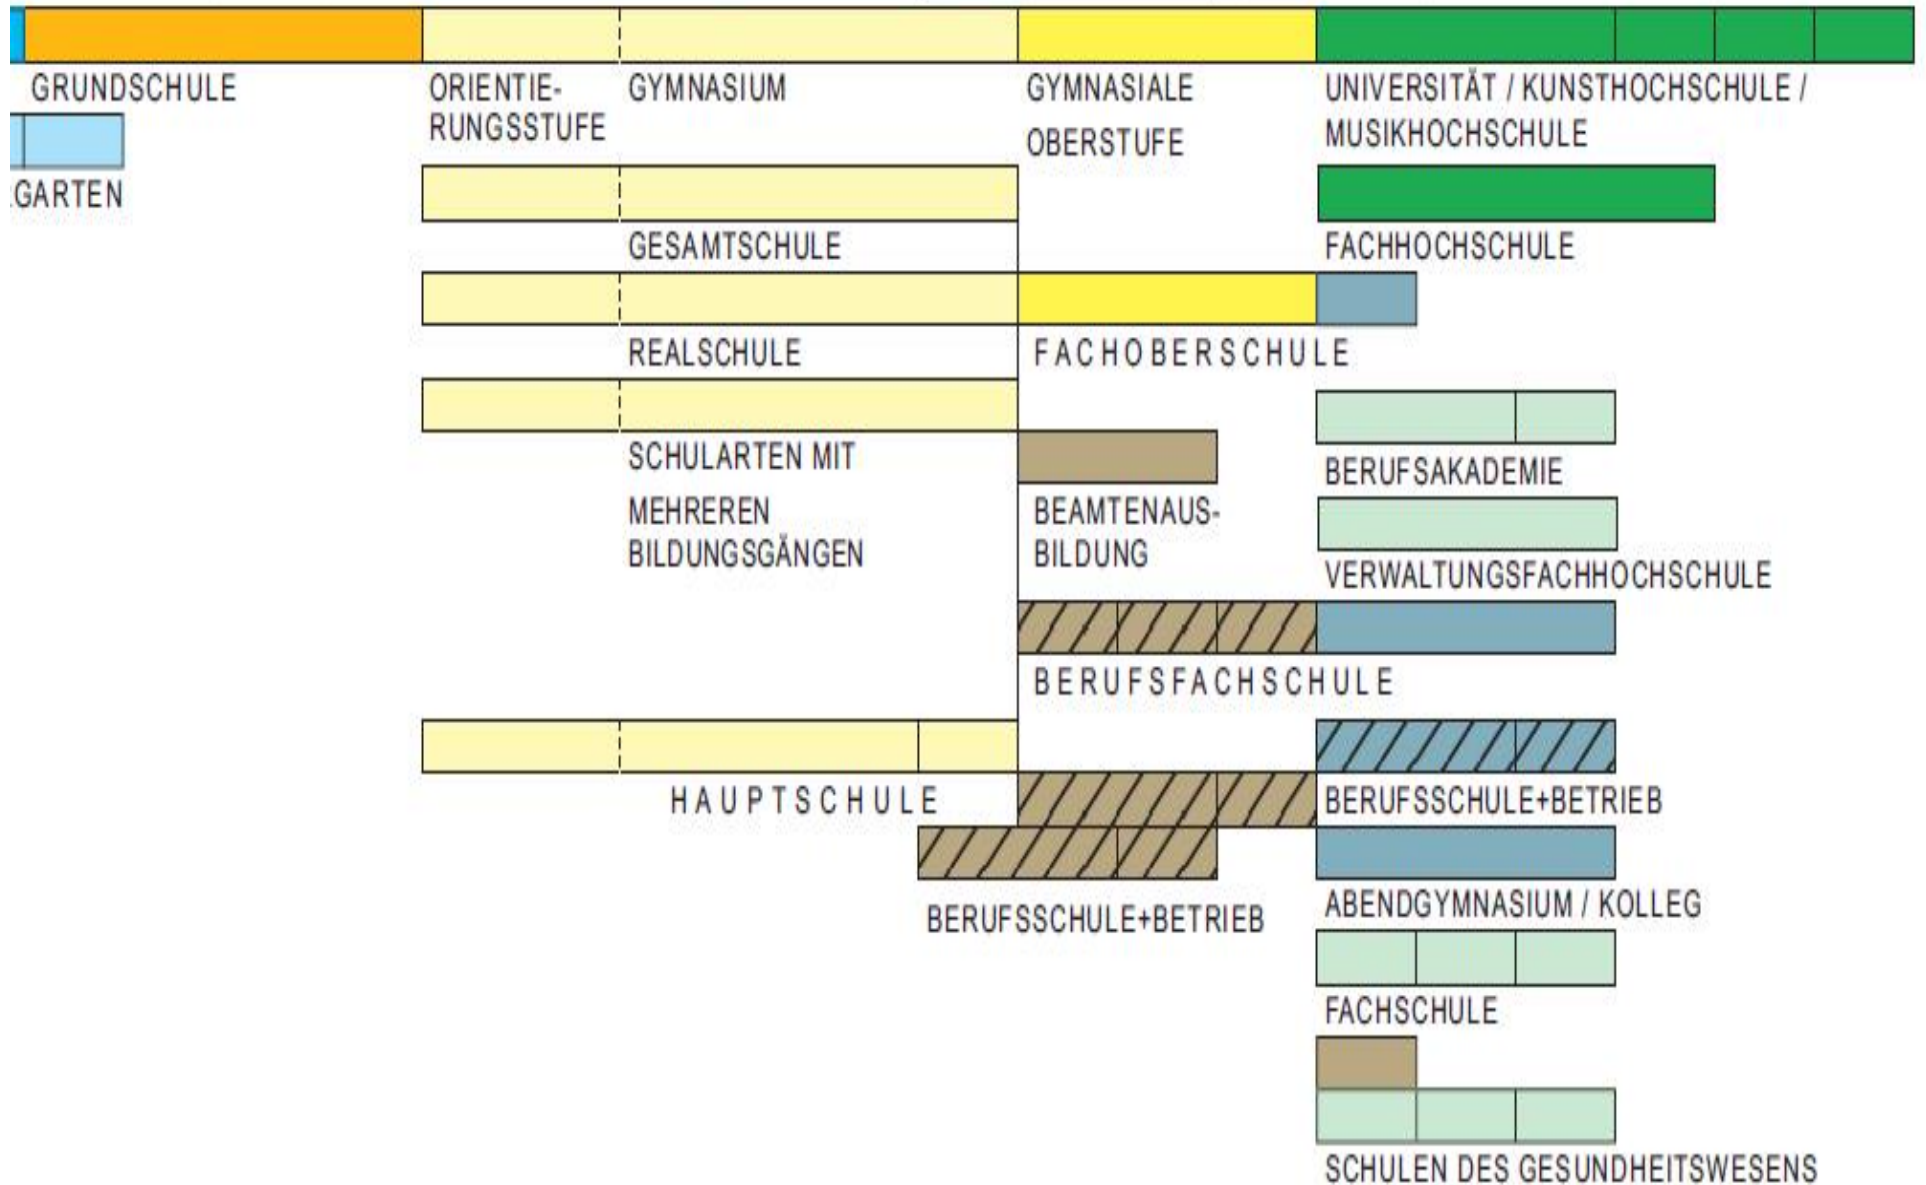 GRUNDSCHULE
ORIENTIE-
RUNGSSTUFE
GYMNASIUM
GYMNASIALE
OBERSTUFE
UNIVERSITÄT / KUNSTHOCHSCHULE /
MUSIKHOCHSCHULE
GARTEN
GESAMTSCHULE
FACHHOCHSCHULE
REALSCHULE
FACHOBERSCHULE
SCHULARTEN MIT
MEHREREN
BILDUNGSGÄNGEN
BEAMTENAUS-
BILDUNG
BERUFSAKADEMIE
VERWALTUNGSFACHHOCHSCHULE
BERUFSFACHSCHULE
HAUPTSCHULE
BERUFSSCHULE+BETRIEB
BERUFSSCHULE+BETRIEB
ABENDGYMNASIUM / KOLLEG
FACHSCHULE
SCHULEN DES GESUNDHEITSWESENS